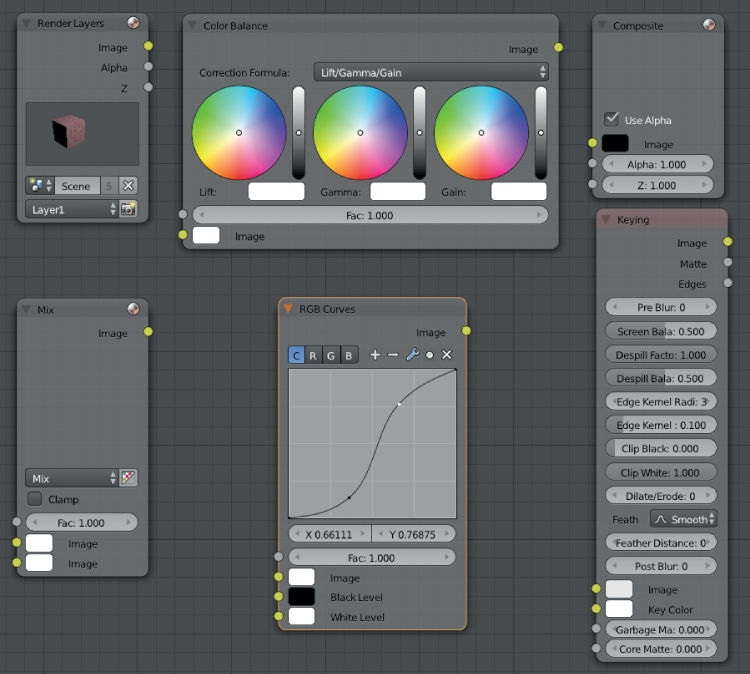 Render Layers
Image
Alpha
Z
Scene
5
Layer1
Color Balance
Image
Correction Formula:
Lift/Gamma/Gain
Lift:
Gamma:
Gain:
Fac: 1.000
Image
Composite
Use Alpha
Image
Alpha: 1.000
Z: 1.000
Mix
Image
Mix
Clamp
Fac: 1.000
Image
Image
RGB Curves
Image
C R G B
X 0.66111 Y 0.76875
Fac: 1.000
Image
Black Level
White Level
Keying
Image
Matte
Edges
Pre Blur: 0
Screen Bala: 0.500
Despill Facto: 1.000
Despill Bala: 0.500
Edge Kernel Radi: 3
Edge Kernel : 0.100
Clip Black: 0.000
Clip White: 1.000
Dilate/Erode: 0
Feath Smooth
Feather Distance: 0
Post Blur: 0
Image
Key Color
Garbage Ma: 0.000
Core Matte: 0.000